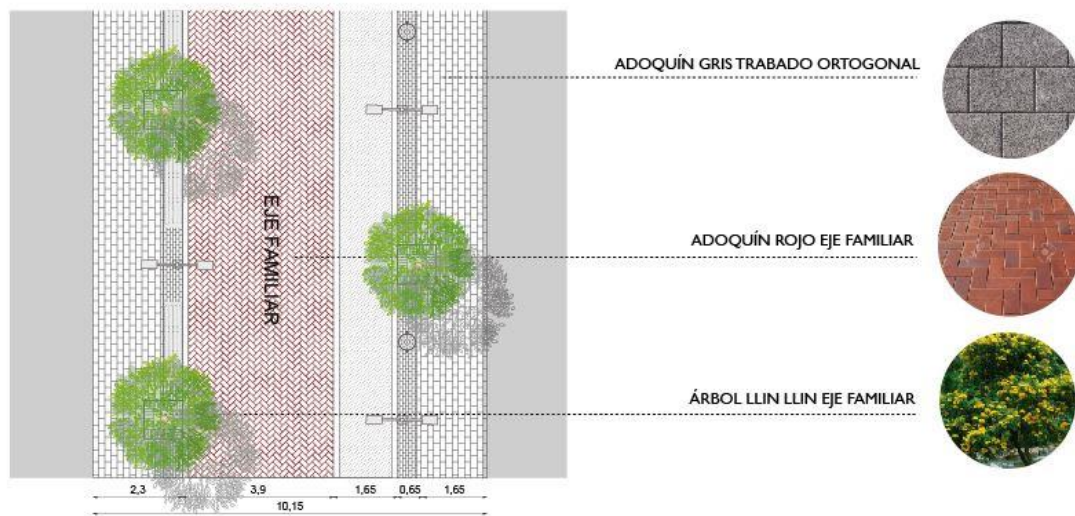 ADOQUÍN GRIS TRABADO ORTOGONAL
EJE FAMILIAR
ADOQUÍN ROJO EJE FAMILIAR
ÁRBOL LLIN LLIN EJE FAMILIAR
2,3 3,9 1,65 0,65 1,65
10,15